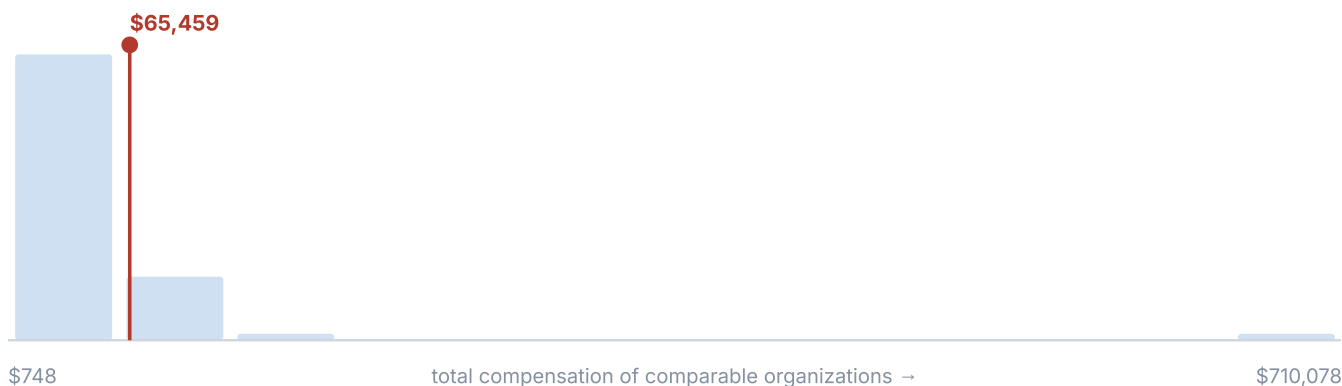 $65,459
$748 total compensation of comparable organizations → $710,078